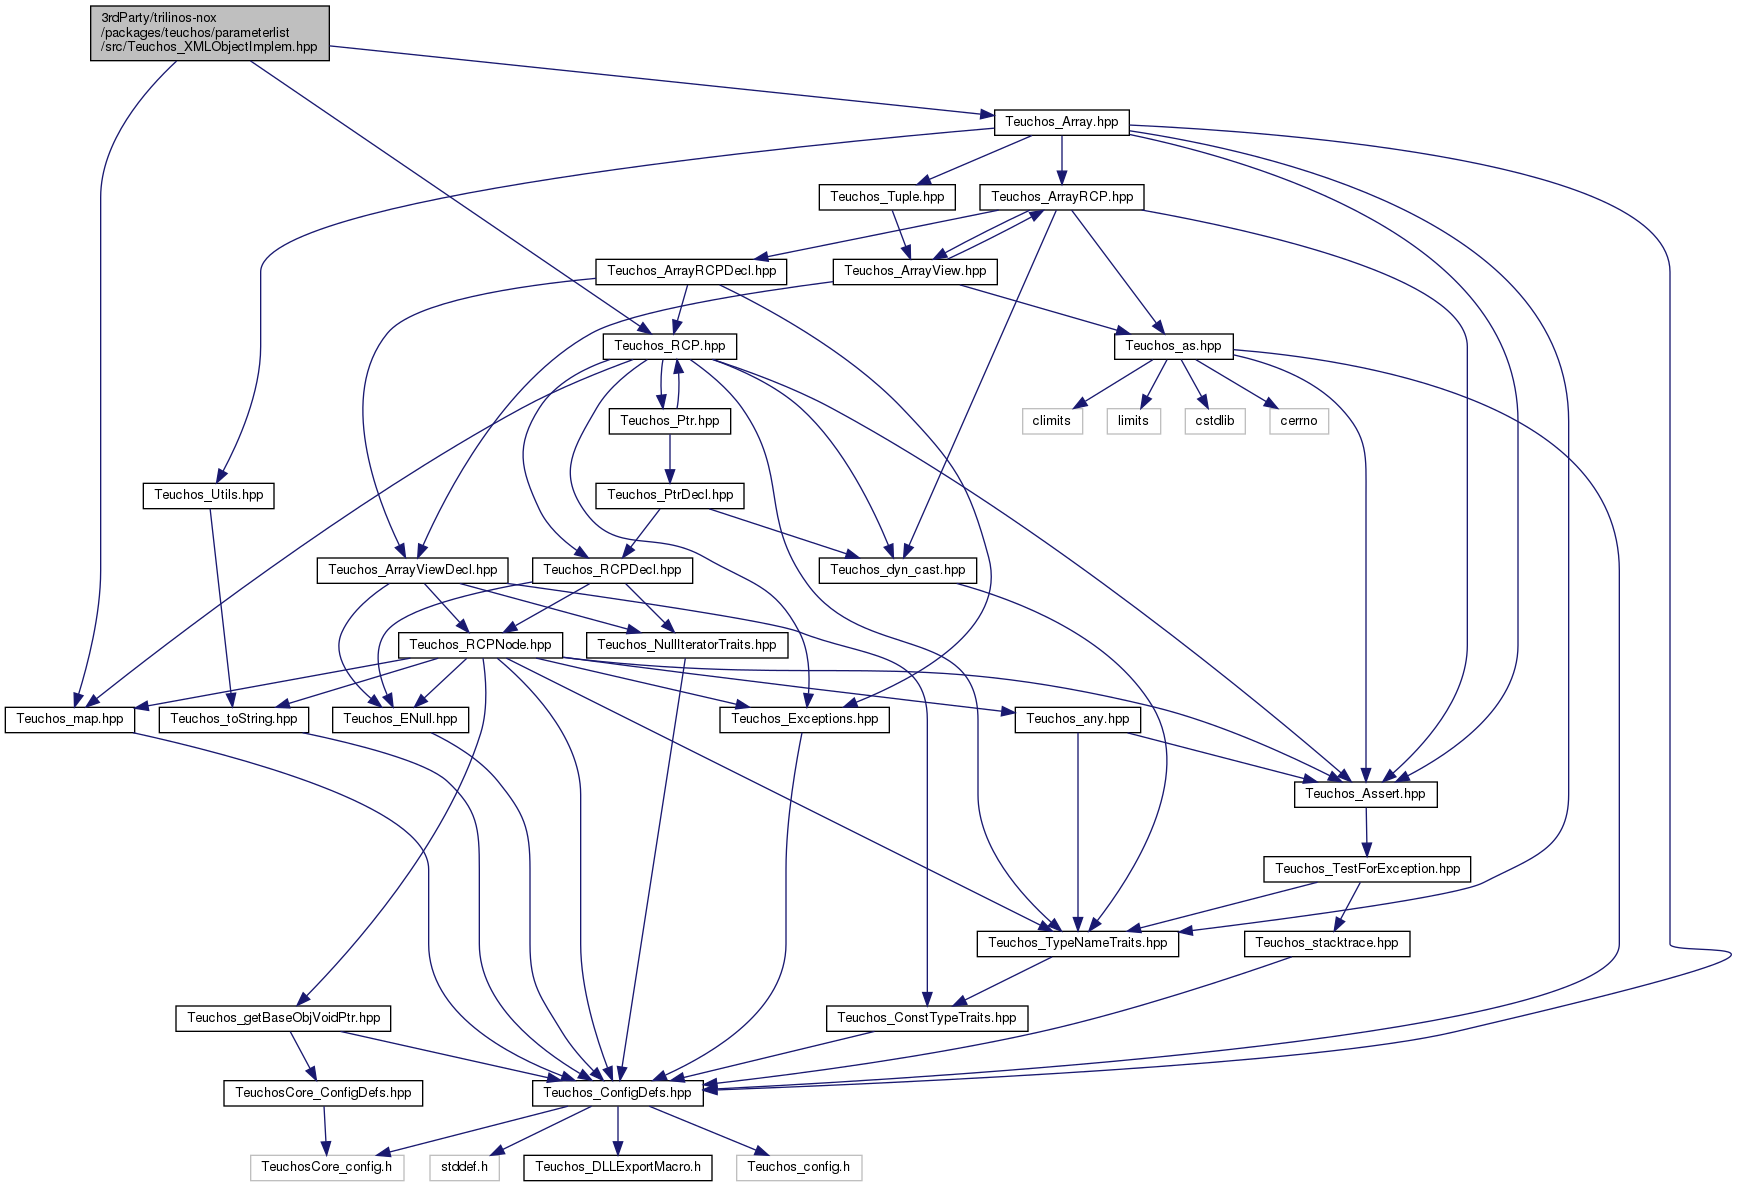 3rdParty/trilinos-nox
/packages/teuchos/parameterlist
/src/Teuchos_XMLObjectImplem.hpp
Teuchos_Array.hpp
Teuchos_Tuple.hpp
Teuchos_ArrayRCP.hpp
Teuchos_ArrayRCPDecl.hpp
Teuchos_ArrayView.hpp
Teuchos_RCP.hpp
Teuchos_as.hpp
Teuchos_Ptr.hpp
climits
limits
cstdlib
cerrno
Teuchos_Utils.hpp
Teuchos_PtrDecl.hpp
Teuchos_ArrayViewDecl.hpp
Teuchos_RCPDecl.hpp
Teuchos_dyn_cast.hpp
Teuchos_RCPNode.hpp
Teuchos_NullIteratorTraits.hpp
Teuchos_map.hpp
Teuchos_toString.hpp
Teuchos_ENull.hpp
Teuchos_Exceptions.hpp
Teuchos_any.hpp
Teuchos_Assert.hpp
Teuchos_TestForException.hpp
Teuchos_TypeNameTraits.hpp
Teuchos_stacktrace.hpp
Teuchos_getBaseObjVoidPtr.hpp
Teuchos_ConstTypeTraits.hpp
TeuchosCore_ConfigDefs.hpp
Teuchos_ConfigDefs.hpp
TeuchosCore_config.h
stddef.h
Teuchos_DLLExportMacro.h
Teuchos_config.h